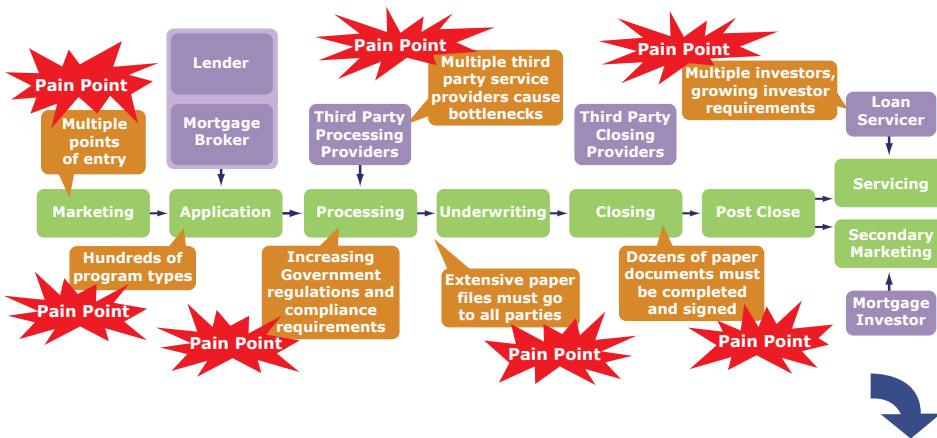 Pain Point
Multiple
points
of entry
Lender
Mortgage
Broker
Pain Point
Multiple third
party service
providers cause
bottlenecks
Third Party
Processing
Providers
Pain Point
Multiple investors,
growing investor
requirements
Third Party
Closing
Providers
Loan
Servicer
Marketing
Application
Processing
Underwriting
Closing
Post Close
Servicing
Secondary
Marketing
Hundreds of
program types
Pain Point
Increasing
Government
regulations and
compliance
requirements
Pain Point
Extensive paper
files must go
to all parties
Pain Point
Dozens of paper
documents must
be completed
and signed
Pain Point
Mortgage
Investor